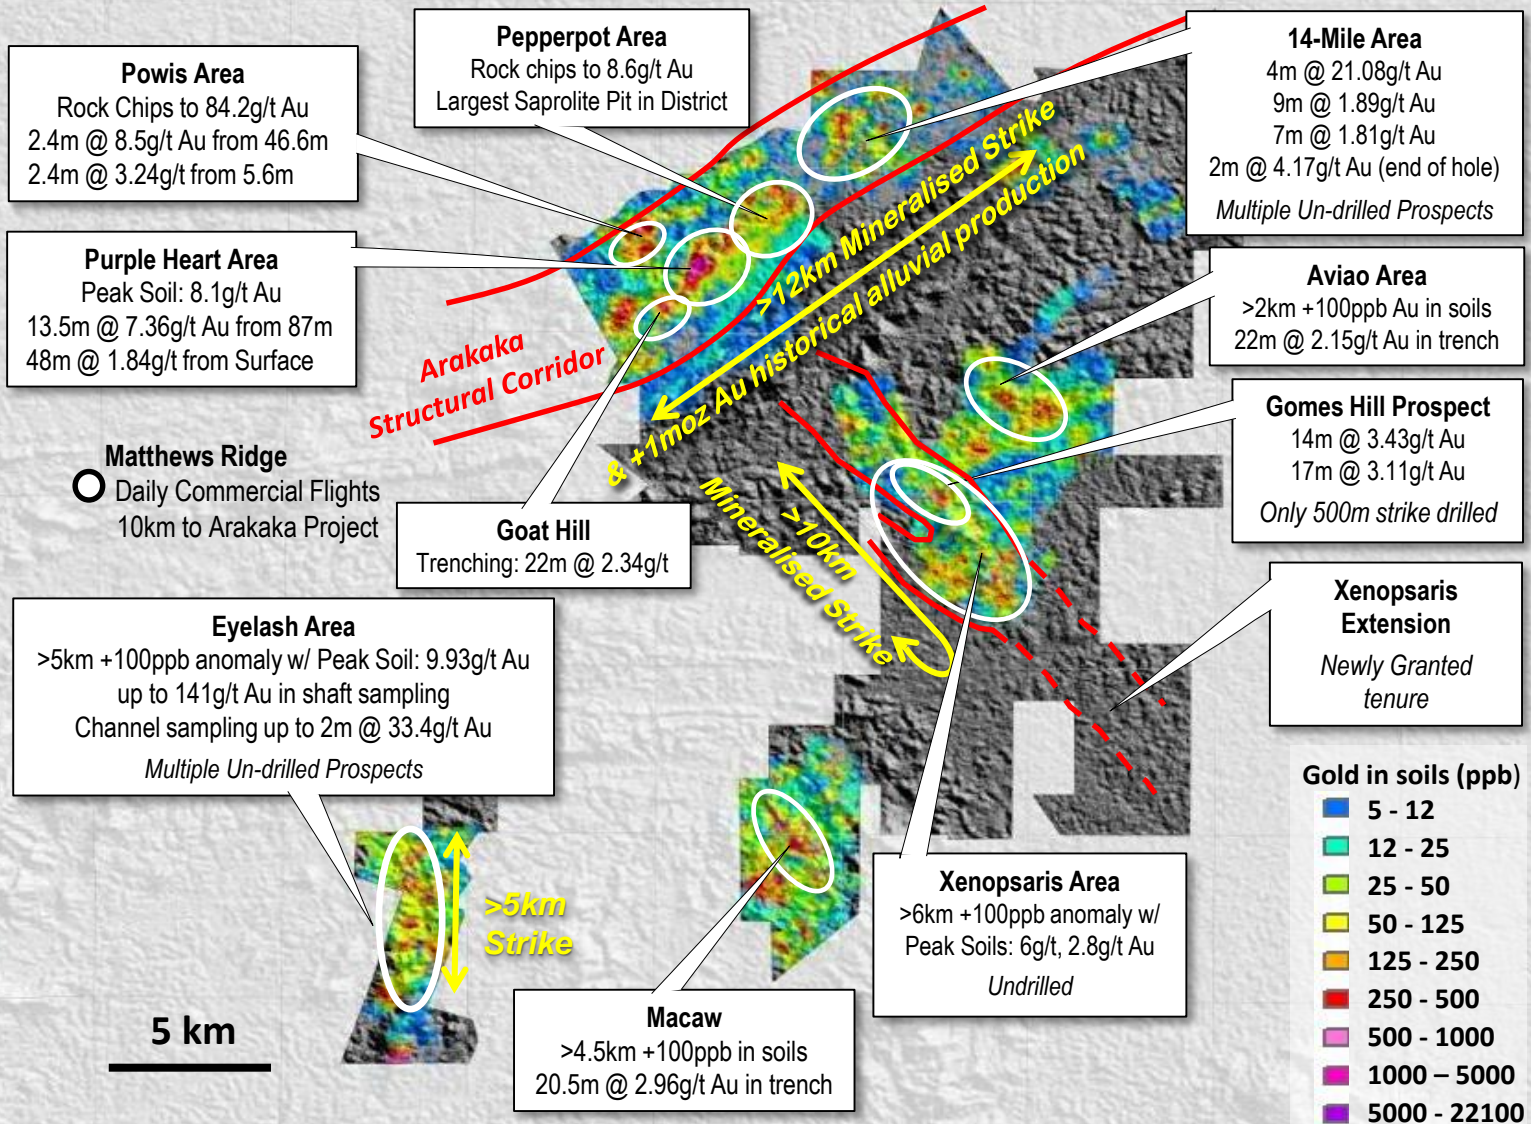 Powis Area
Rock Chips to 84.2g/t Au
2.4m @ 8.5g/t Au from 46.6m
2.4m @ 3.24g/t from 5.6m
Pepperpot Area
Rock chips to 8.6g/t Au
Largest Saprolite Pit in District
14-Mile Area
4m @ 21.08g/t Au
9m @ 1.89g/t Au
7m @ 1.81g/t Au
2m @ 4.17g/t Au (end of hole)
Multiple Un-drilled Prospects
Purple Heart Area
Peak Soil: 8.1g/t Au
13.5m @ 7.36g/t Au from 87m
48m @ 1.84g/t from Surface
Aviao Area
>2km +100ppb Au in soils
22m @ 2.15g/t Au in trench
>12km Mineralised Strike
& +1moz Au historical alluvial production
Arakaka
Structural Corridor
Gomes Hill Prospect
14m @ 3.43g/t Au
17m @ 3.11g/t Au
Only 500m strike drilled
Matthews Ridge
Daily Commercial Flights
10km to Arakaka Project
Goat Hill
Trenching: 22m @ 2.34g/t
>10km
Mineralised Strike
Xenopsaris
Extension
Newly Granted
tenure
Eyelash Area
>5km +100ppb anomaly w/ Peak Soil: 9.93g/t Au
up to 141g/t Au in shaft sampling
Channel sampling up to 2m @ 33.4g/t Au
Multiple Un-drilled Prospects
>5km
Strike
Xenopsaris Area
>6km +100ppb anomaly w/
Peak Soils: 6g/t, 2.8g/t Au
Undrilled
Macaw
>4.5km +100ppb in soils
20.5m @ 2.96g/t Au in trench
5 km
Gold in soils (ppb)
5 - 12
12 - 25
25 - 50
50 - 125
125 - 250
250 - 500
500 - 1000
1000 – 5000
5000 - 22100